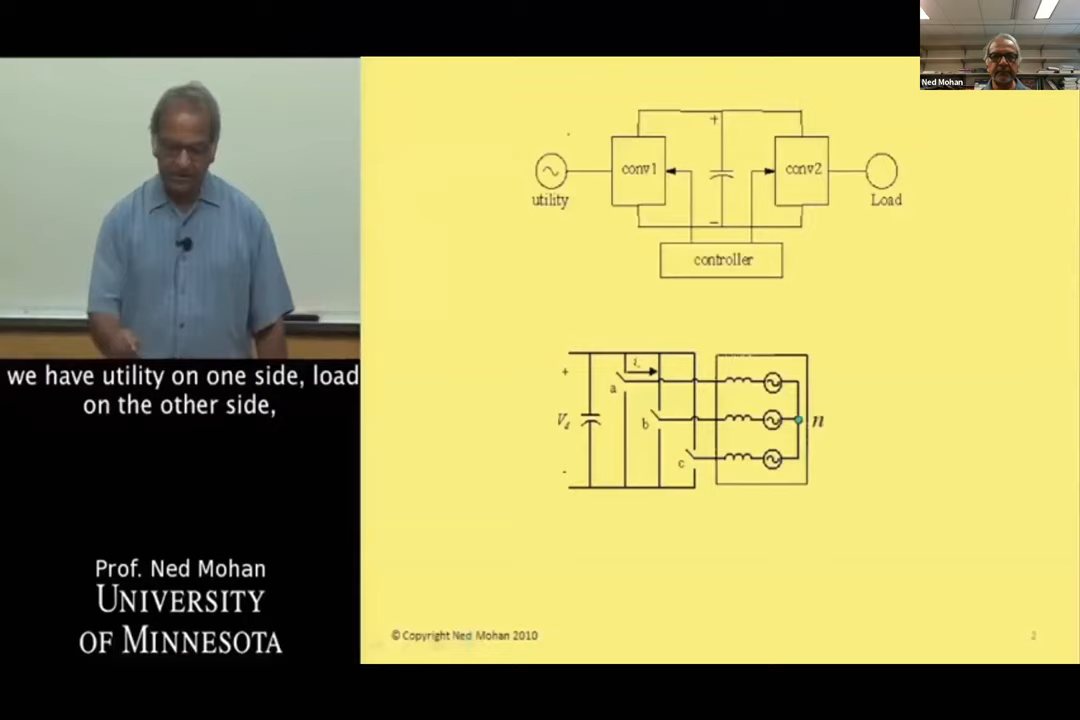 Ned Mohan
+
conv1
conv2
utility
Load
–
controller
+
a
b
V_d
c
n
-
we have utility on one side, load
on the other side,
Prof. Ned Mohan
UNIVERSITY
OF MINNESOTA
© Copyright Ned Mohan 2010
2